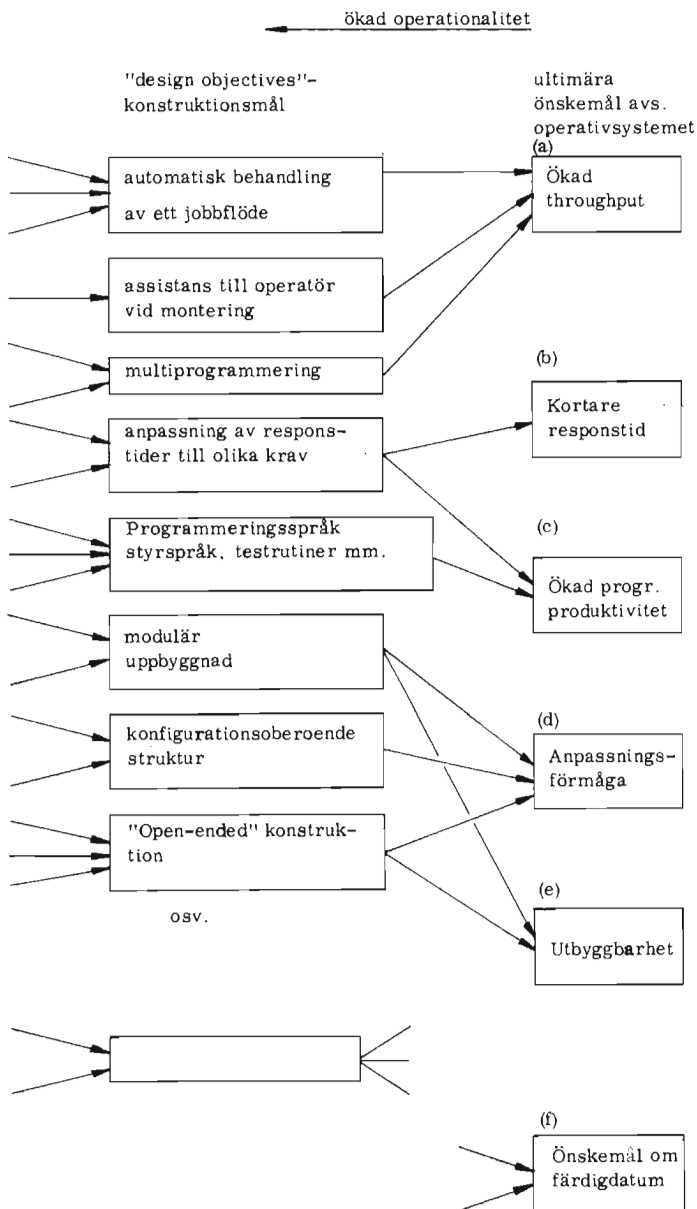 ökad operationalitet
"design objectives"-
konstruktionsmål
ultimära
önskemål avs.
operativsystemet
(a)
automatisk behandling
av ett jobbflöde
Ökad
throughput
assistans till operatör
vid montering
multiprogrammering
(b)
Kortare
responstid
anpassning av respons-
tider till olika krav
(c)
Programmeringsspråk
styrspråk, testrutiner mm.
Ökad progr.
produktivitet
modulär
uppbyggnad
(d)
konfigurationsoberoende
struktur
Anpassnings-
förmåga
"Open-ended" konstruk-
tion
(e)
osv.
Utbyggbarhet
(f)
Önskemål om
färdigdatum